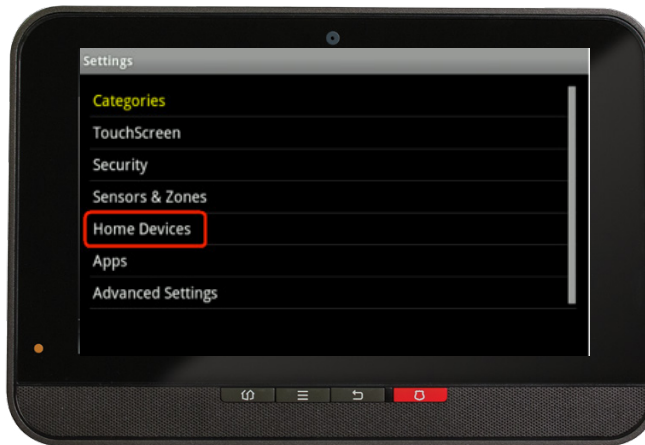 Settings
Categories
TouchScreen
Security
Sensors & Zones
Home Devices
Apps
Advanced Settings